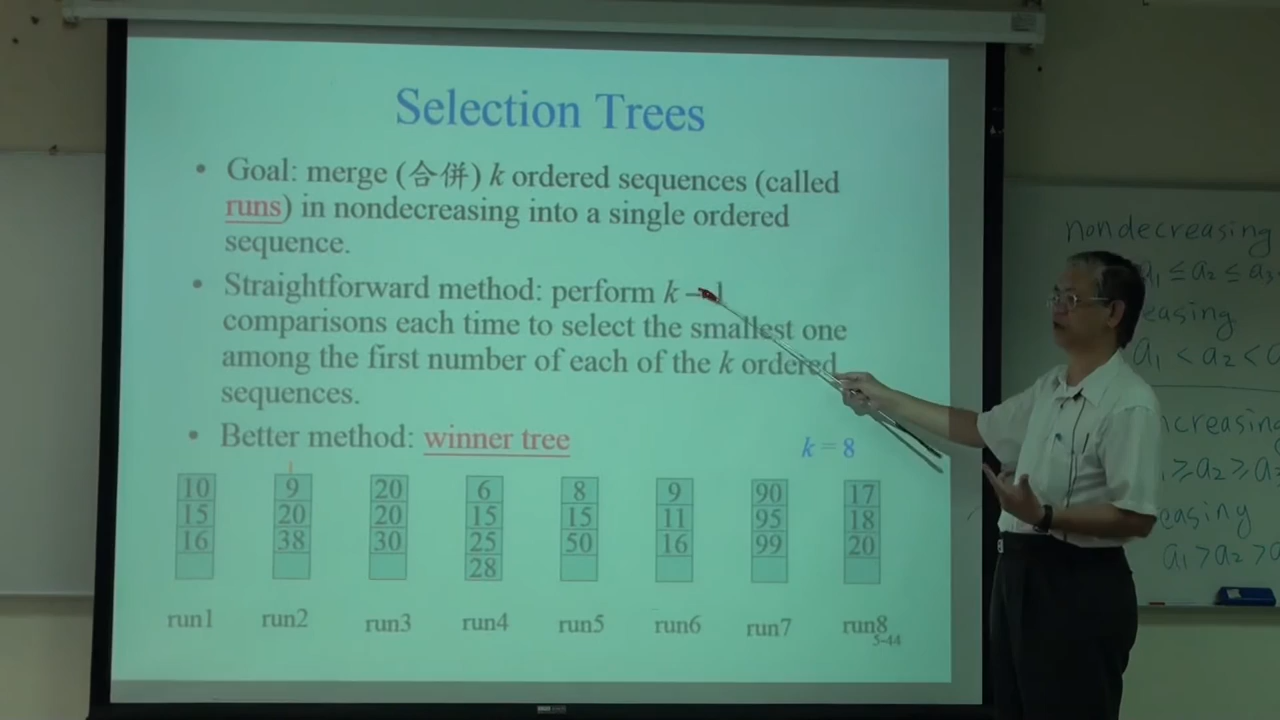 Selection Trees
• Goal: merge (合併) k ordered sequences (called
runs) in nondecreasing into a single ordered
sequence.
• Straightforward method: perform k – 1
comparisons each time to select the smallest one
among the first number of each of the k ordered
sequences.
• Better method: winner tree
k = 8
10 9 20 6 8 9 90 17
15 20 20 15 15 11 95 18
16 38 30 25 50 16 99 20
28
run1 run2 run3 run4 run5 run6 run7 run8
5-44
nondecreasing
a₁ ≤ a₂ ≤ a₃
easing
a₁ < a₂ <
ncreasing
≥ a₂ ≥
easing
a₁ > a₂ >